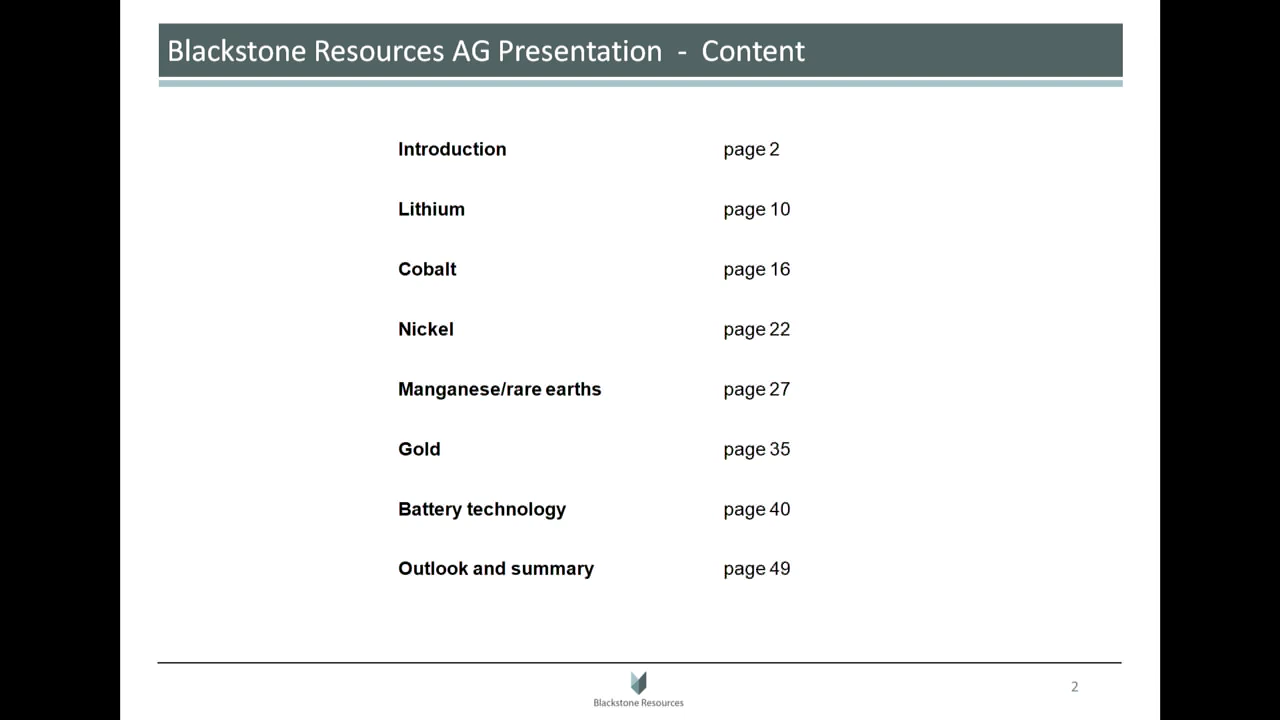 Blackstone Resources AG Presentation - Content
Introduction page 2
Lithium page 10
Cobalt page 16
Nickel page 22
Manganese/rare earths page 27
Gold page 35
Battery technology page 40
Outlook and summary page 49
Blackstone Resources
2